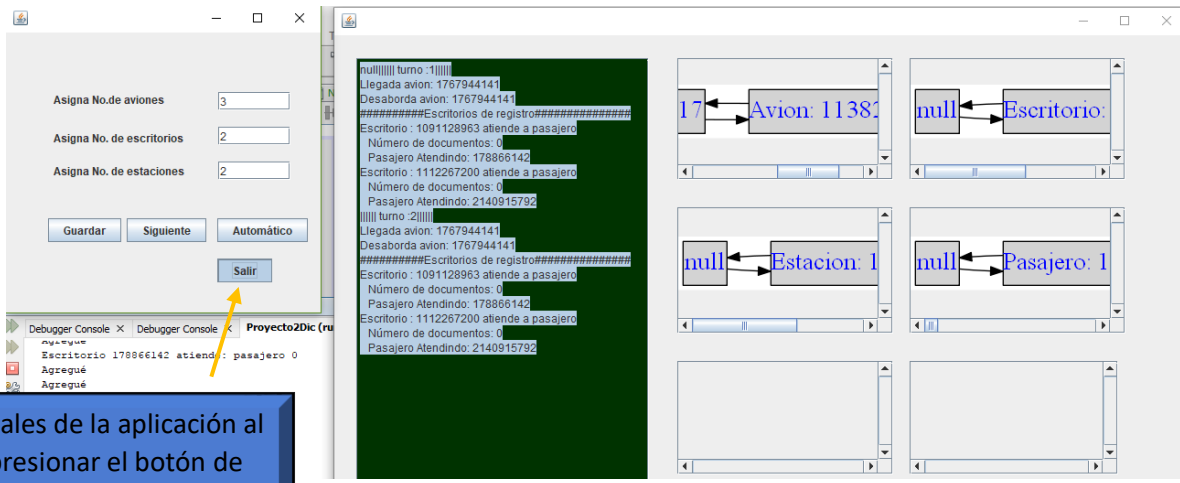 Asigna No.de aviones
3
Asigna No. de escritorios
2
Asigna No. de estaciones
2
Guardar
Siguiente
Automático
Salir
Debugger Console × Debugger Console × Proyecto2Dic (ru
Agregué
Escritorio 178866142 atiende: pasajero 0
Agregué
Agregué
ales de la aplicación al
presionar el botón de
null|||||| turno :1||||||
Llegada avion: 1767944141
Desaborda avion: 1767944141
##########Escritorios de registro###############
Escritorio : 1091128963 atiende a pasajero
Número de documentos: 0
Pasajero Atendindo: 178866142
Escritorio : 1112267200 atiende a pasajero
Número de documentos: 0
Pasajero Atendindo: 2140915792
|||||| turno :2||||||
Llegada avion: 1767944141
Desaborda avion: 1767944141
##########Escritorios de registro###############
Escritorio : 1091128963 atiende a pasajero
Número de documentos: 0
Pasajero Atendindo: 178866142
Escritorio : 1112267200 atiende a pasajero
Número de documentos: 0
Pasajero Atendindo: 2140915792
17
Avion: 11382
null
Escritorio:
null
Estacion: 1
null
Pasajero: 1